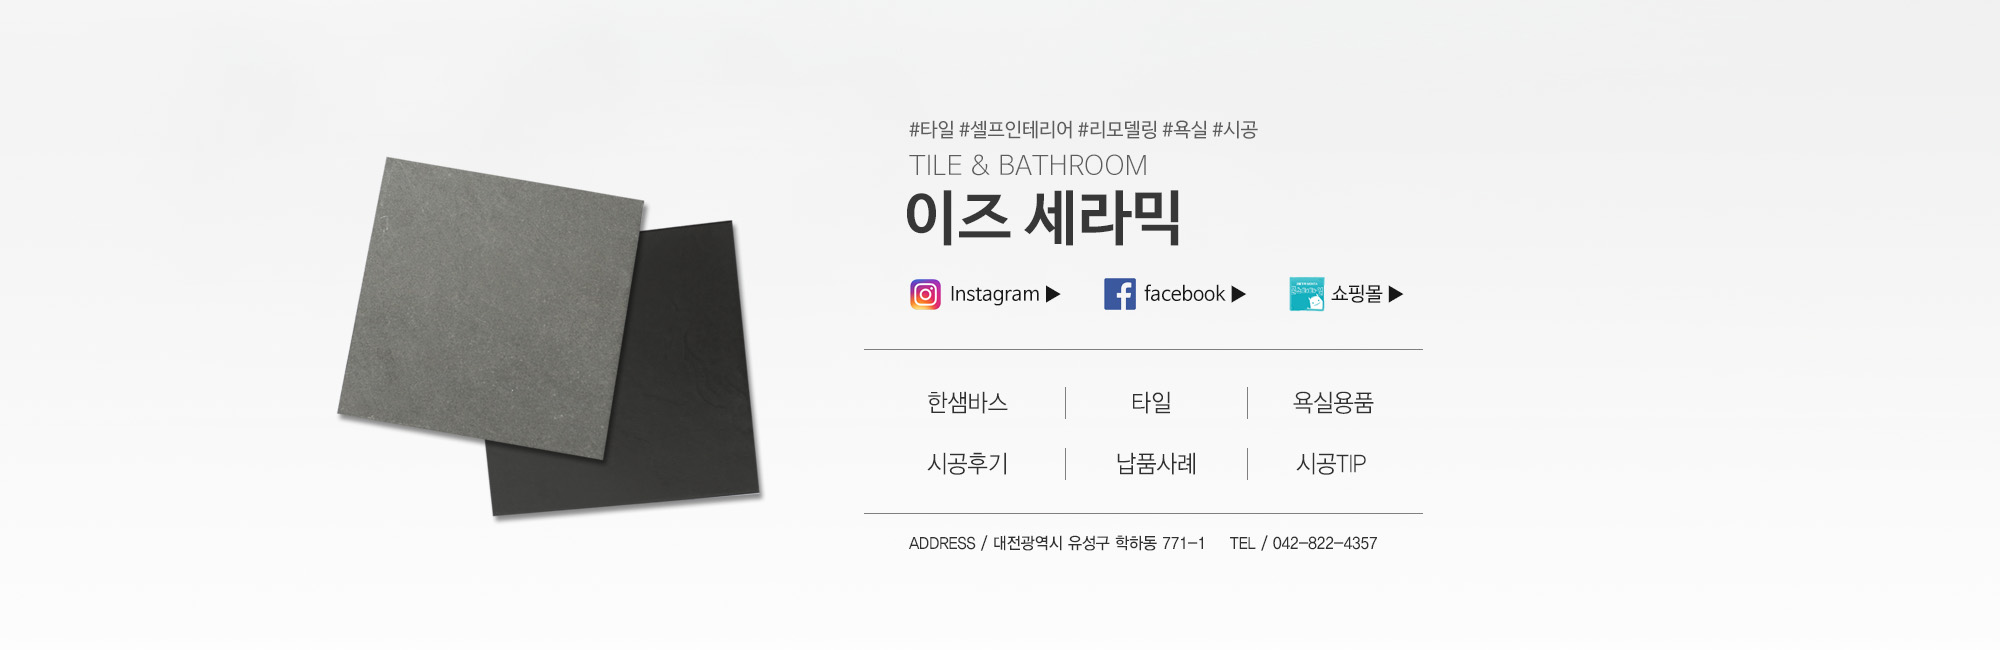 #타일 #셀프인테리어 #리모델링 #욕실 #시공
TILE & BATHROOM
이즈 세라믹
Instagram ▶ facebook ▶ 쇼핑몰 ▶
한샘바스 타일 욕실용품
시공후기 납품사례 시공TIP
ADDRESS / 대전광역시 유성구 학하동 771-1 TEL / 042-822-4357